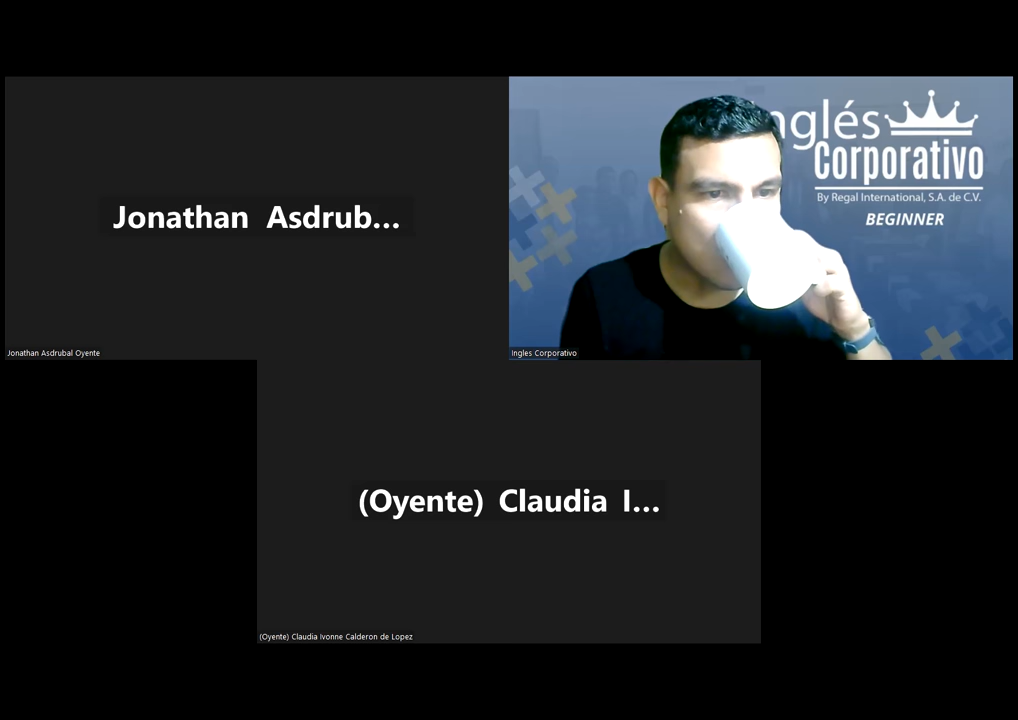 Jonathan Asdrub...
Jonathan Asdrubal Oyente
nglés
Corporativo
By Regal International, S.A. de C.V.
BEGINNER
Ingles Corporativo
(Oyente) Claudia I...
(Oyente) Claudia Ivonne Calderon de Lopez